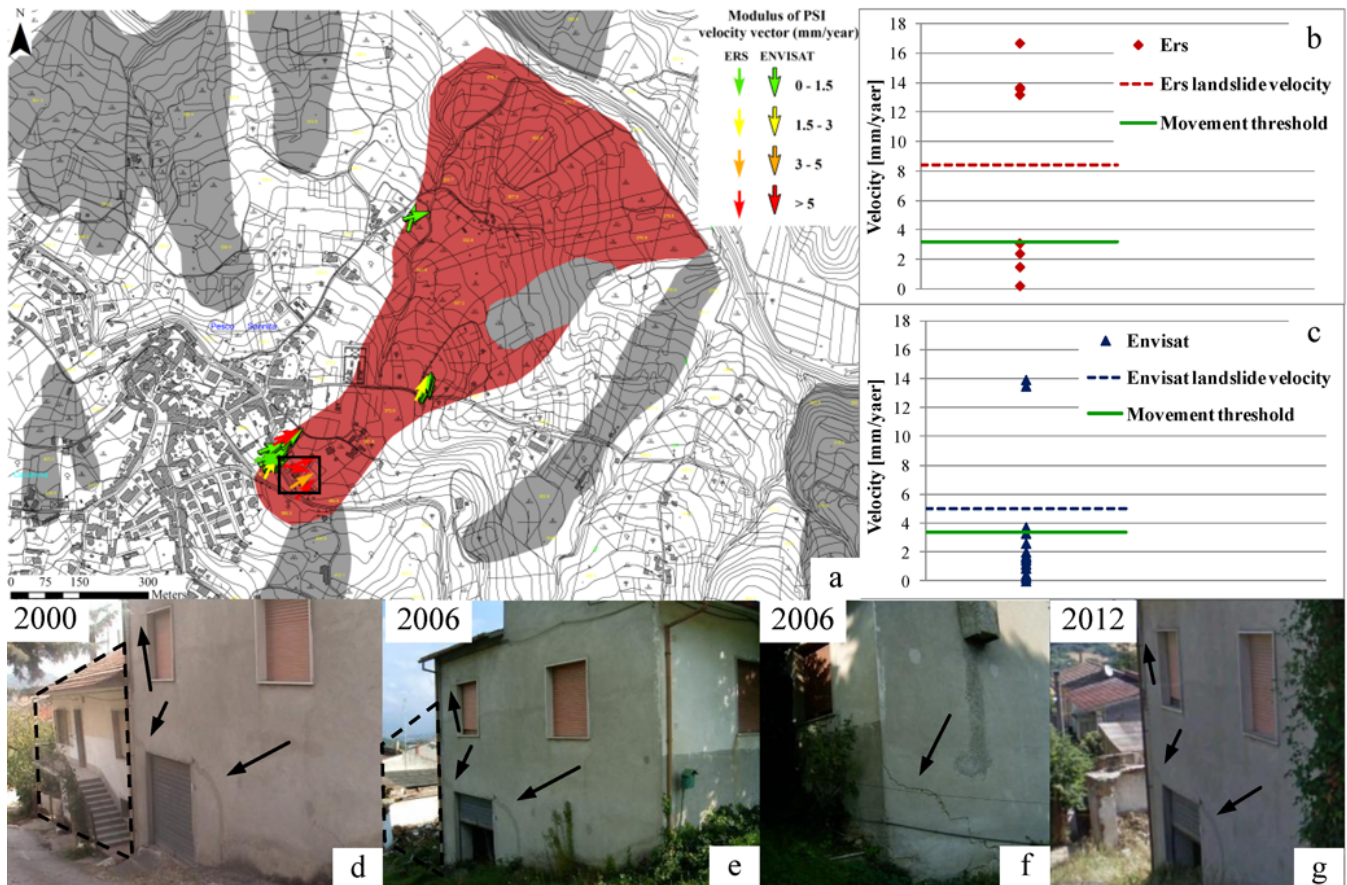 N
Modulus of PSI
velocity vector (mm/year)
ERS ENVISAT
0 - 1.5
1.5 - 3
3 - 5
> 5
Pesco Sannita
0 75 150 300
Meters
a
18
16
14
12
10
8
6
4
2
0
Velocity [mm/yaer]
Ers
Ers landslide velocity
Movement threshold
b
18
16
14
12
10
8
6
4
2
0
Velocity [mm/yaer]
Envisat
Envisat landslide velocity
Movement threshold
c
2000
d
2006
e
2006
f
2012
g